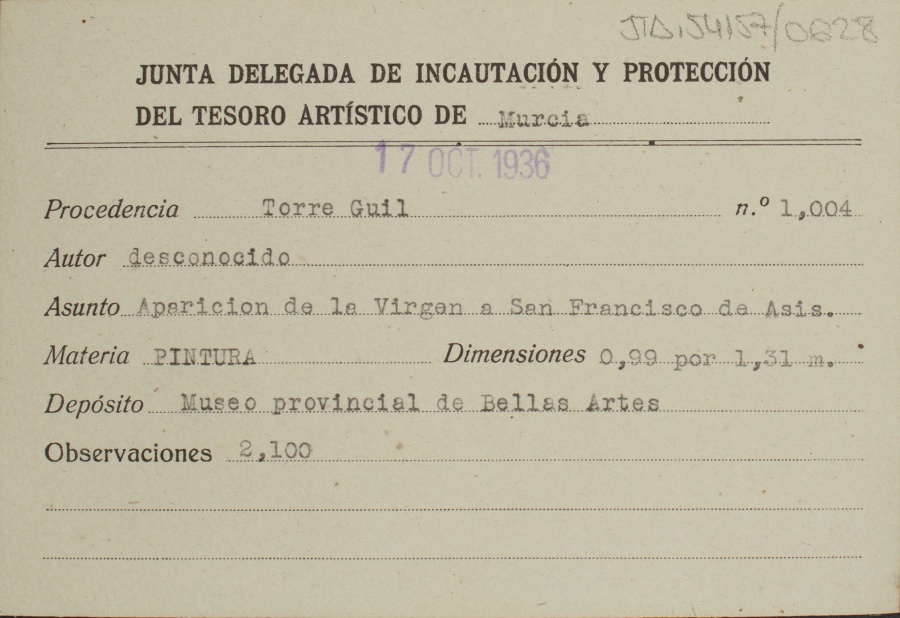 JTD,54157/0628
JUNTA DELEGADA DE INCAUTACIÓN Y PROTECCIÓN
DEL TESORO ARTÍSTICO DE Murcia
17 OCT. 1936
Procedencia Torre Guil n.º 1,004
Autor desconocido
Asunto Aparicion de la Virgen a San Francisco de Asis.
Materia PINTURA Dimensiones 0,99 por 1,31 m.
Depósito Museo provincial de Bellas Artes
Observaciones 2,100